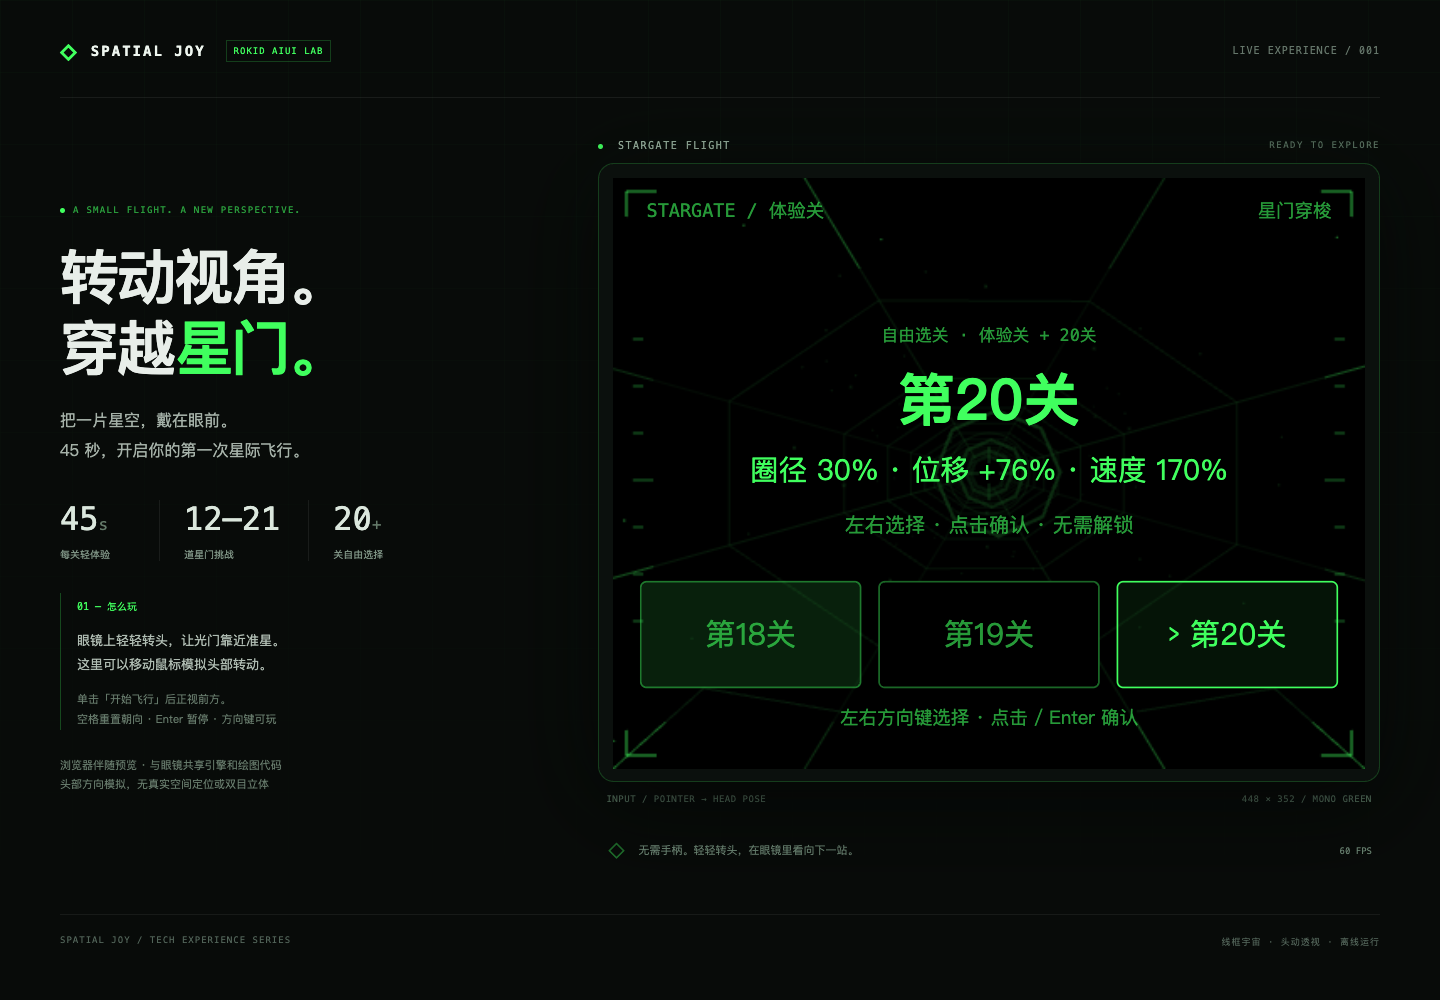 SPATIAL JOY
ROKID AIUI LAB
LIVE EXPERIENCE / 001
A SMALL FLIGHT. A NEW PERSPECTIVE.
转动视角。
穿越星门。
把一片星空，戴在眼前。
45 秒，开启你的第一次星际飞行。
45s
每关轻体验
12—21
道星门挑战
20+
关自由选择
01 — 怎么玩
眼镜上轻轻转头，让光门靠近准星。
这里可以移动鼠标模拟头部转动。
单击「开始飞行」后正视前方。
空格重置朝向 · Enter 暂停 · 方向键可玩
浏览器伴随预览 · 与眼镜共享引擎和绘图代码
头部方向模拟，无真实空间定位或双目立体
STARGATE FLIGHT
READY TO EXPLORE
STARGATE / 体验关
星门穿梭
自由选关 · 体验关 + 20关
第20关
圈径 30% · 位移 +76% · 速度 170%
左右选择 · 点击确认 · 无需解锁
第18关
第19关
> 第20关
左右方向键选择 · 点击 / Enter 确认
INPUT / POINTER → HEAD POSE
448 × 352 / MONO GREEN
无需手柄。轻轻转头，在眼镜里看向下一站。
60 FPS
SPATIAL JOY / TECH EXPERIENCE SERIES
线框宇宙 · 头动透视 · 离线运行